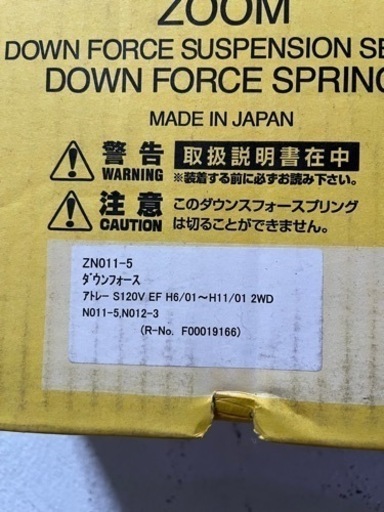 ZOOM
DOWN FORCE SUSPENSION SE
DOWN FORCE SPRING
MADE IN JAPAN
警告 取扱説明書在中
WARNING ※装着する前に必ずお読み下さい。
注意 このダウンスフォースプリング
CAUTION は切ることができません。
ZN011-5
ﾀﾞｳﾝﾌｫｰｽ
ｱﾄﾚｰ S120V EF H6/01～H11/01 2WD
N011-5,N012-3
(R-No. F00019166)